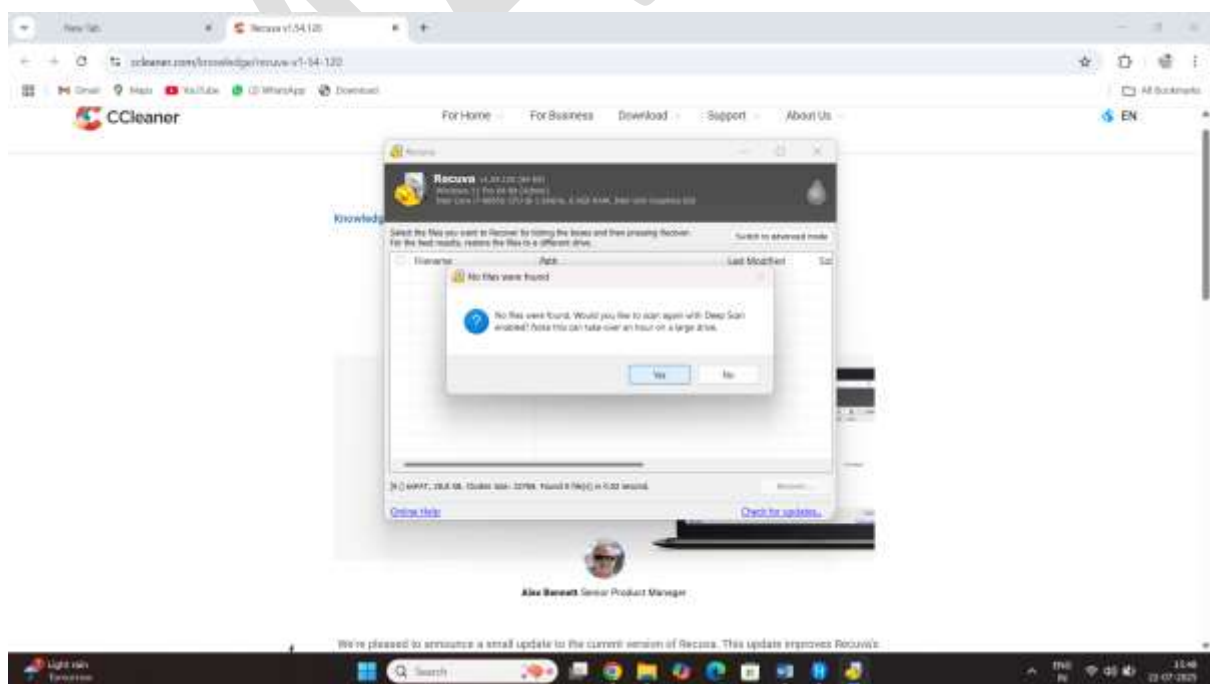 New Tab
Recuva v1.54.120
ccleaner.com/knowledge/recuva-v1-54-120
Gmail Maps YouTube WhatsApp Download All Bookmarks
CCleaner
For Home For Business Download Support About Us EN
Recuva
Recuva
Knowledg
Select the files you want to Recover by ticking the boxes and then pressing Recover.
For the best results, restore the files to a different drive.
Switch to advanced mode
Filename Path Last Modified
No files were found
No files were found. Would you like to scan again with Deep Scan
enabled? Note this can take over an hour on a large drive.
Yes No
Online Help Check for updates...
Alex Bennett Senior Product Manager
We're pleased to announce a small update to the current version of Recuva. This update improves Recuva's
Light rain
Tomorrow
Search
ENG
IN
22-07-2025